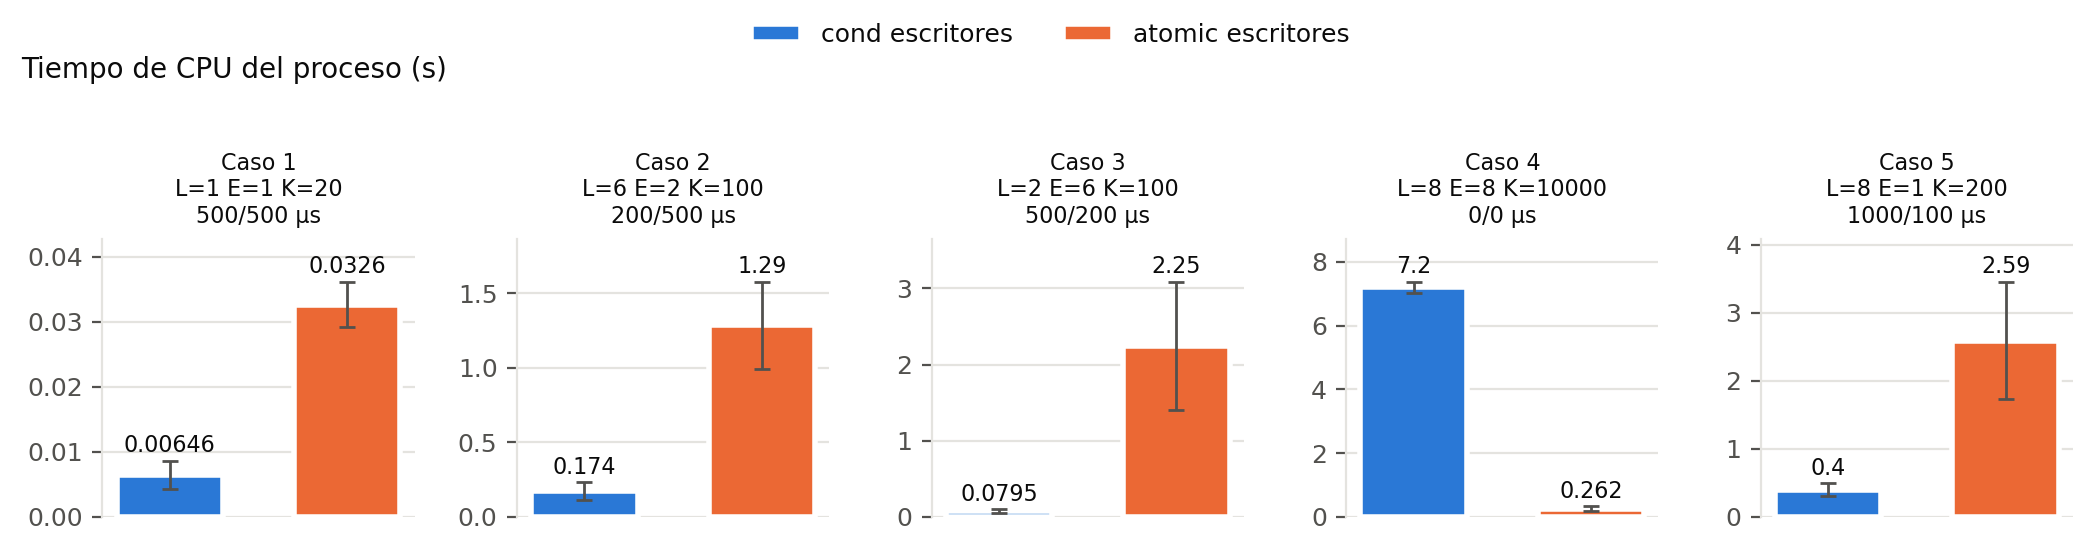 cond escritores atomic escritores
Tiempo de CPU del proceso (s)
Caso 1
L=1 E=1 K=20
500/500 µs
0.04
0.03
0.02
0.01
0.00
0.00646
0.0326
Caso 2
L=6 E=2 K=100
200/500 µs
1.5
1.0
0.5
0.0
0.174
1.29
Caso 3
L=2 E=6 K=100
500/200 µs
3
2
1
0
0.0795
2.25
Caso 4
L=8 E=8 K=10000
0/0 µs
8
6
4
2
0
7.2
0.262
Caso 5
L=8 E=1 K=200
1000/100 µs
4
3
2
1
0
0.4
2.59